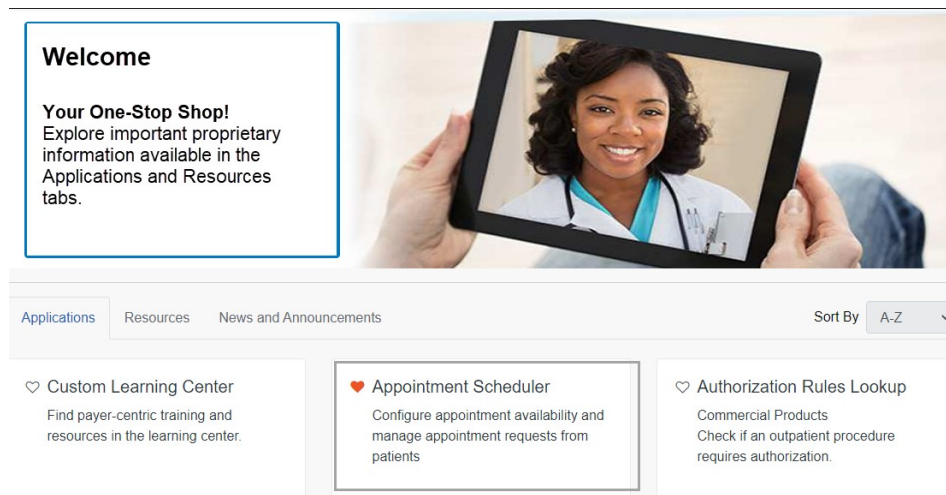 Welcome
Your One-Stop Shop!
Explore important proprietary
information available in the
Applications and Resources
tabs.
Applications
Resources
News and Announcements
Sort By
A-Z
Custom Learning Center
Find payer-centric training and
resources in the learning center.
Appointment Scheduler
Configure appointment availability and
manage appointment requests from
patients
Authorization Rules Lookup
Commercial Products
Check if an outpatient procedure
requires authorization.